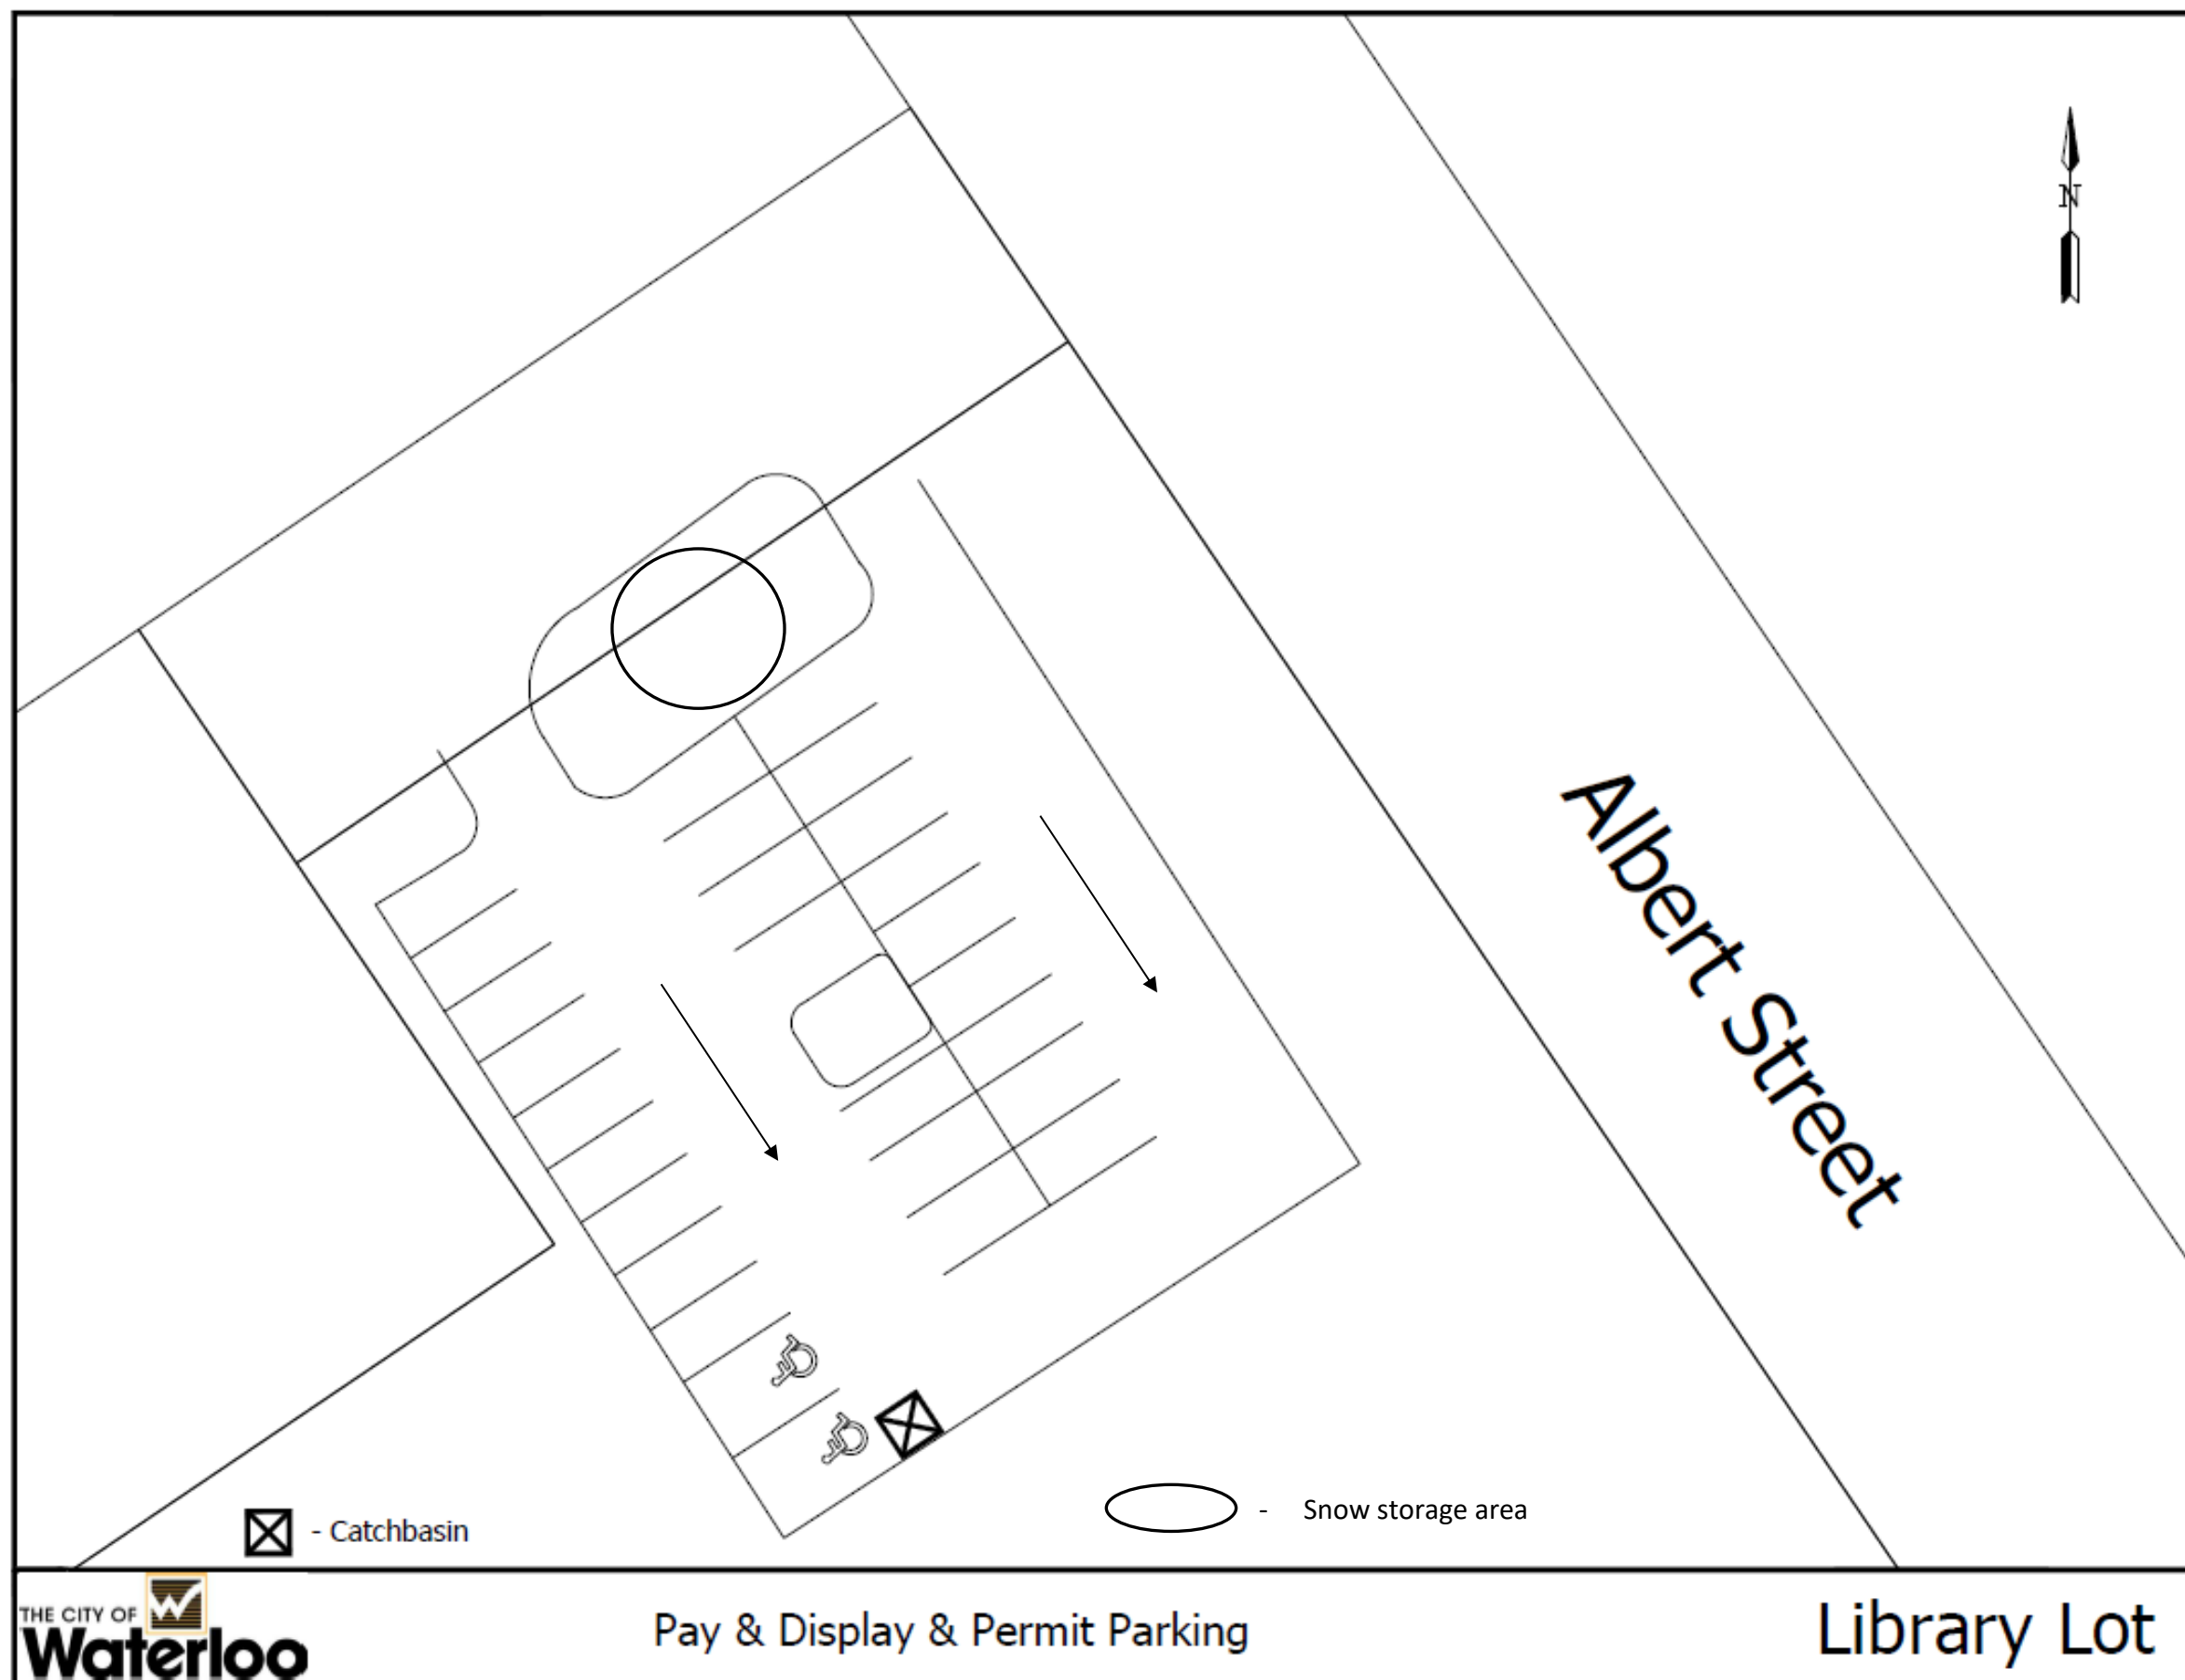 N
Albert Street
- Catchbasin
- Snow storage area
THE CITY OF
Waterloo
Pay & Display & Permit Parking
Library Lot